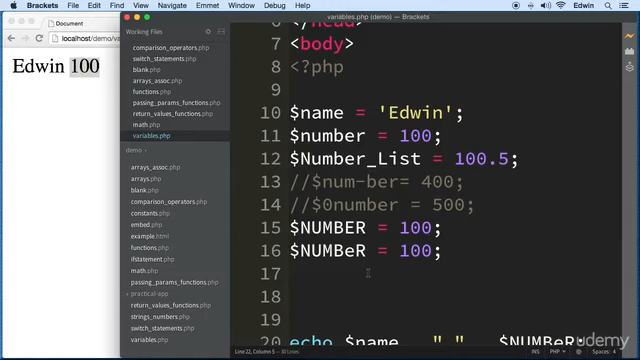 Brackets File Edit Find View Navigate Debug Help Edwin
variables.php (demo) — Brackets
Document
localhost/demo/va
Edwin 100
Working Files
comparison_operators.php
switch_statements.php
blank.php
arrays_assoc.php
functions.php
passing_params_functions.php
return_values_functions.php
math.php
variables.php
demo
arrays_assoc.php
arrays.php
blank.php
comparison_operators.php
constants.php
embed.php
example.html
functions.php
ifstatement.php
math.php
passing_params_functions.php
practical-app
return_values_functions.php
strings_numbers.php
switch_statements.php
variables.php
6 </head>
7 <body>
8 <?php
9
10 $name = 'Edwin';
11 $number = 100;
12 $Number_List = 100.5;
13 //$num-ber= 400;
14 //$0number = 500;
15 $NUMBER = 100;
16 $NUMBeR = 100;
17
18
19
20 echo $name . " " . $NUMBeR;
Line 22, Column 5 — 30 Lines
INS PHP Spaces: 4
udemy